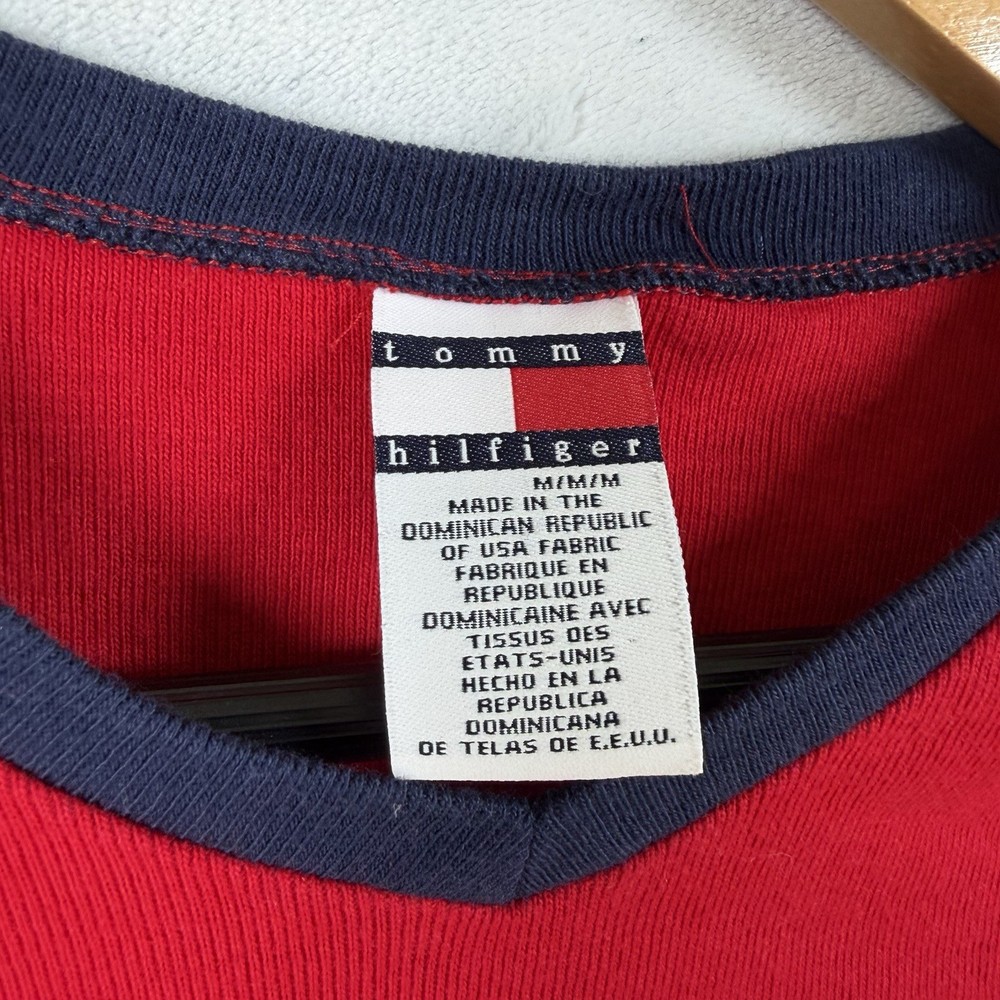 tommy
hilfiger
M/M/M
MADE IN THE
DOMINICAN REPUBLIC
OF USA FABRIC
FABRIQUE EN
REPUBLIQUE
DOMINICAINE AVEC
TISSUS DES
ETATS-UNIS
HECHO EN LA
REPUBLICA
DOMINICANA
DE TELAS DE E.E.U.U.